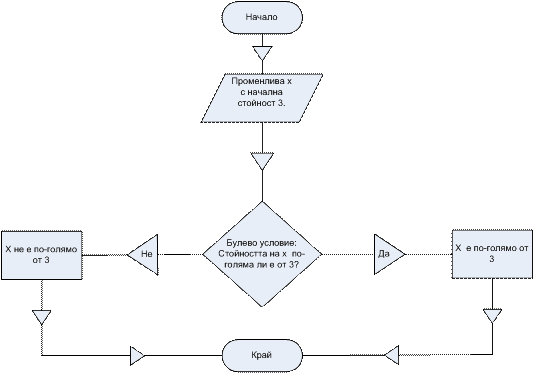 Начало
Променлива x
с начална
стойност 3.
Булево условие:
Стойността на x по-
голяма ли е от 3?
Не
Да
X не е по-голямо
от 3
X е по-голямо от
3
Край